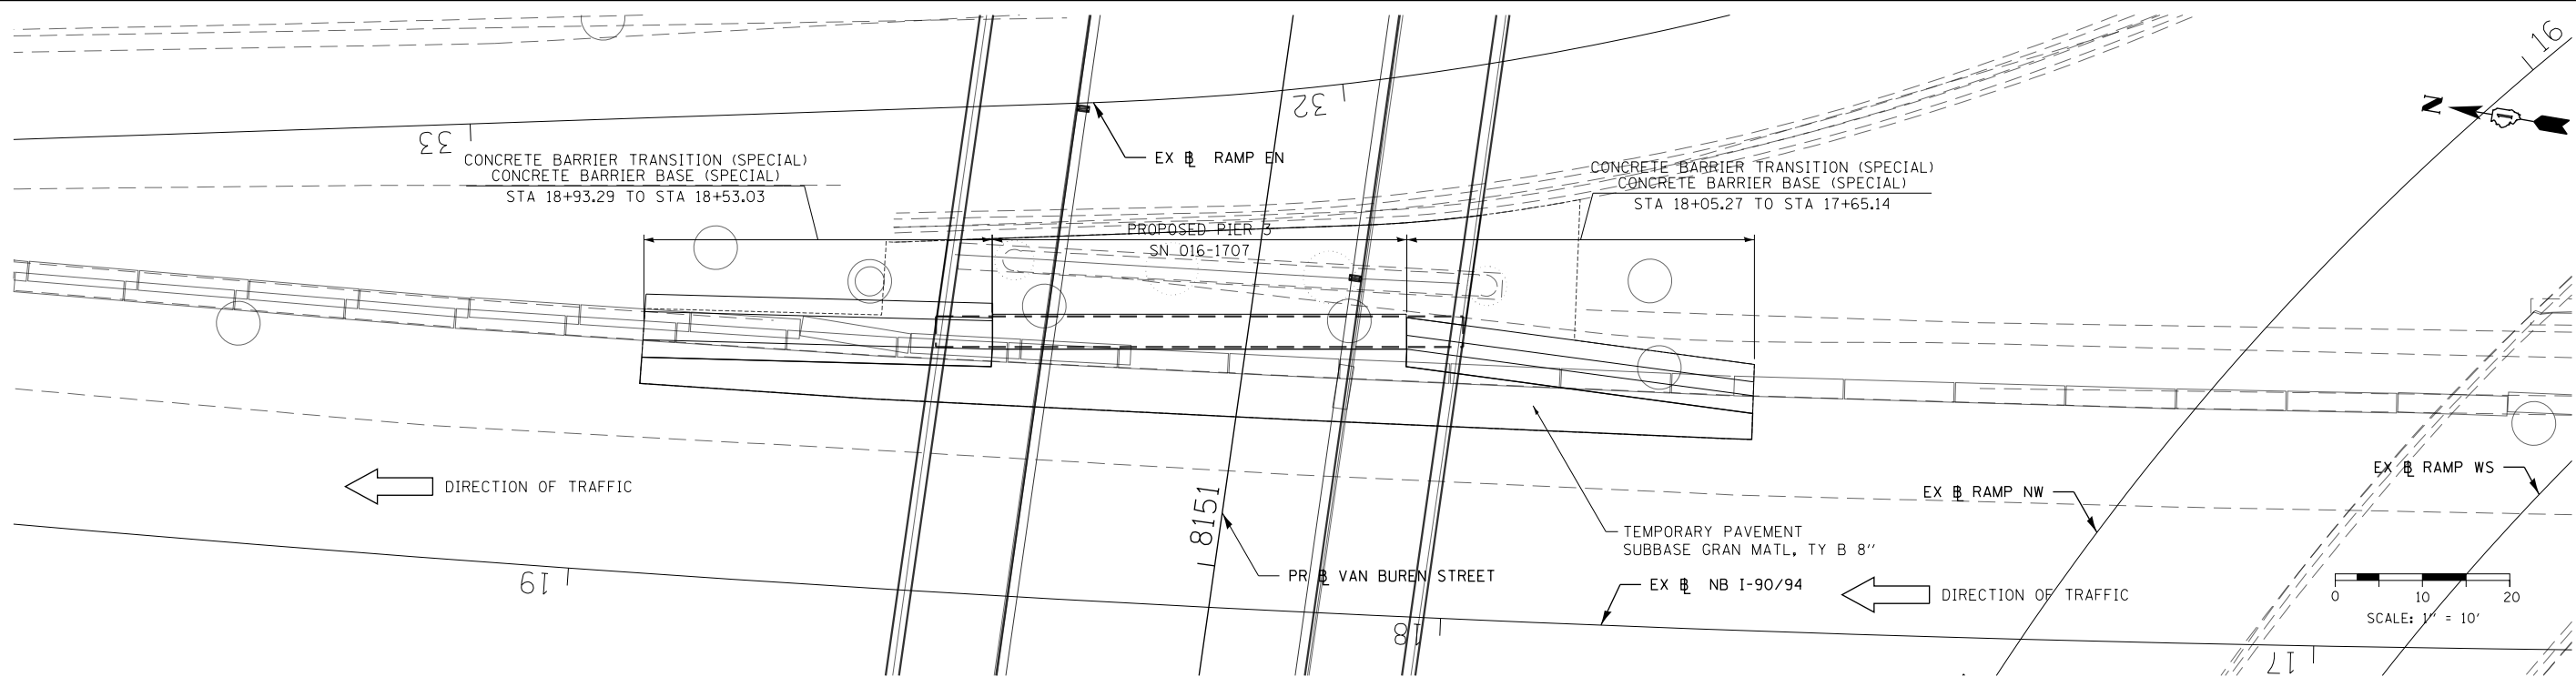 16
N
32
33
CONCRETE BARRIER TRANSITION (SPECIAL)
CONCRETE BARRIER BASE (SPECIAL)
STA 18+93.29 TO STA 18+53.03
EX ⅊ RAMP EN
CONCRETE BARRIER TRANSITION (SPECIAL)
CONCRETE BARRIER BASE (SPECIAL)
STA 18+05.27 TO STA 17+65.14
PROPOSED PIER 3
SN 016-1707
DIRECTION OF TRAFFIC
8151
EX ⅊ RAMP WS
EX ⅊ RAMP NW
TEMPORARY PAVEMENT
SUBBASE GRAN MATL, TY B 8"
PR ⅊ VAN BUREN STREET
EX ⅊ NB I-90/94
DIRECTION OF TRAFFIC
19
18
17
0 10 20
SCALE: 1" = 10'